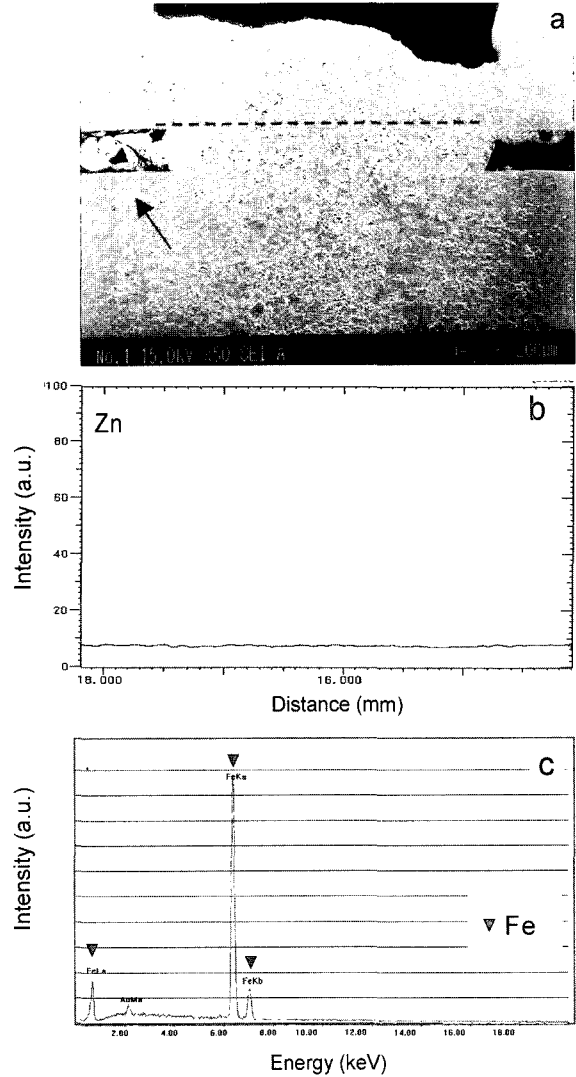 a
No.1 15.0kV X50 SEI A
b
Zn
100
80
60
40
20
0
18.000 16.000
Intensity (a.u.)
Distance (mm)
c
FeKa
Fe
FeLa
AuMa
FeKb
2.00 4.00 6.00 8.00 10.00 12.00 14.00 16.00 18.00
Intensity (a.u.)
Energy (keV)